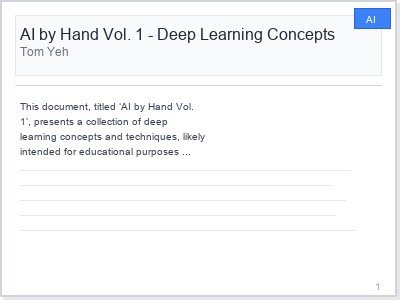 AI
AI by Hand Vol. 1 - Deep Learning Concepts
Tom Yeh
This document, titled 'AI by Hand Vol.
1', presents a collection of deep
learning concepts and techniques, likely
intended for educational purposes ...
1